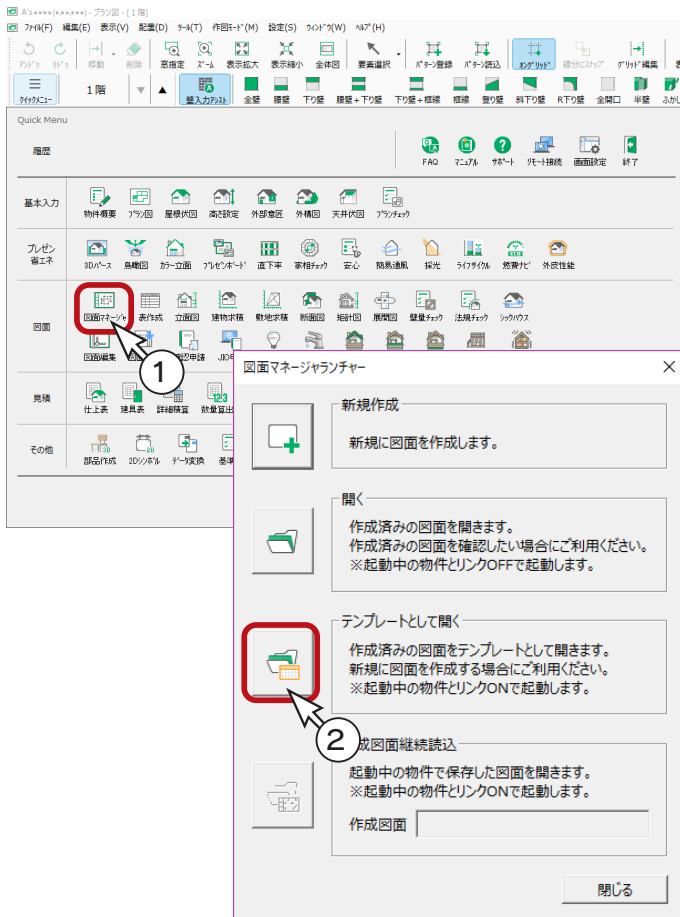 A's∗∗∗∗(∗.∗∗,∗∗∗) - プラン図 - [ 1 階]
ファイル(F) 編集(E) 表示(V) 配置(D) ツール(T) 作図モード(M) 設定(S) ウィンドウ(W) ヘルプ(H)
アンドゥ リドゥ 移動 削除 窓指定 ズーム 表示拡大 表示縮小 全体図 要素選択 パターン登録 パターン読込 オングリッド 線分にスナップ グリッド編集
クイックメニュー 1 階 壁入力アシスト 全壁 腰壁 下り壁 腰壁+下り壁 下り壁+框線 框線 登り壁 斜下り壁 R下り壁 全開口 半壁 ふかし
Quick Menu
履歴 FAQ マニュアル サポート リモート接続 画面設定 終了
基本入力 物件概要 プラン図 屋根伏図 高さ設定 外部意匠 外構図 天井伏図 プランチェック
プレゼン
省エネ
3Dパース 鳥瞰図 カラー立面 プレゼンボード 直下率 家相チェック 安心 簡易通風 採光 ライフサイクル 燃費ナビ 外皮性能
図面
図面マネージャ 表作成 立面図 建物求積 敷地求積 断面図 矩計図 展開図 壁量チェック 法規チェック シックハウス
図面編集
見積 仕上表 建具表 詳細積算 数量算出
その他 部品作成 2Dシンボル データ変換
1
図面マネージャランチャー
新規作成
新規に図面を作成します。
開く
作成済みの図面を開きます。
作成済みの図面を確認したい場合にご利用ください。
※起動中の物件とリンクOFFで起動します。
テンプレートとして開く
作成済みの図面をテンプレートとして開きます。
新規に図面を作成する場合にご利用ください。
※起動中の物件とリンクONで起動します。
2
成図面継続読込
起動中の物件で保存した図面を開きます。
※起動中の物件とリンクONで起動します。
作成図面
閉じる